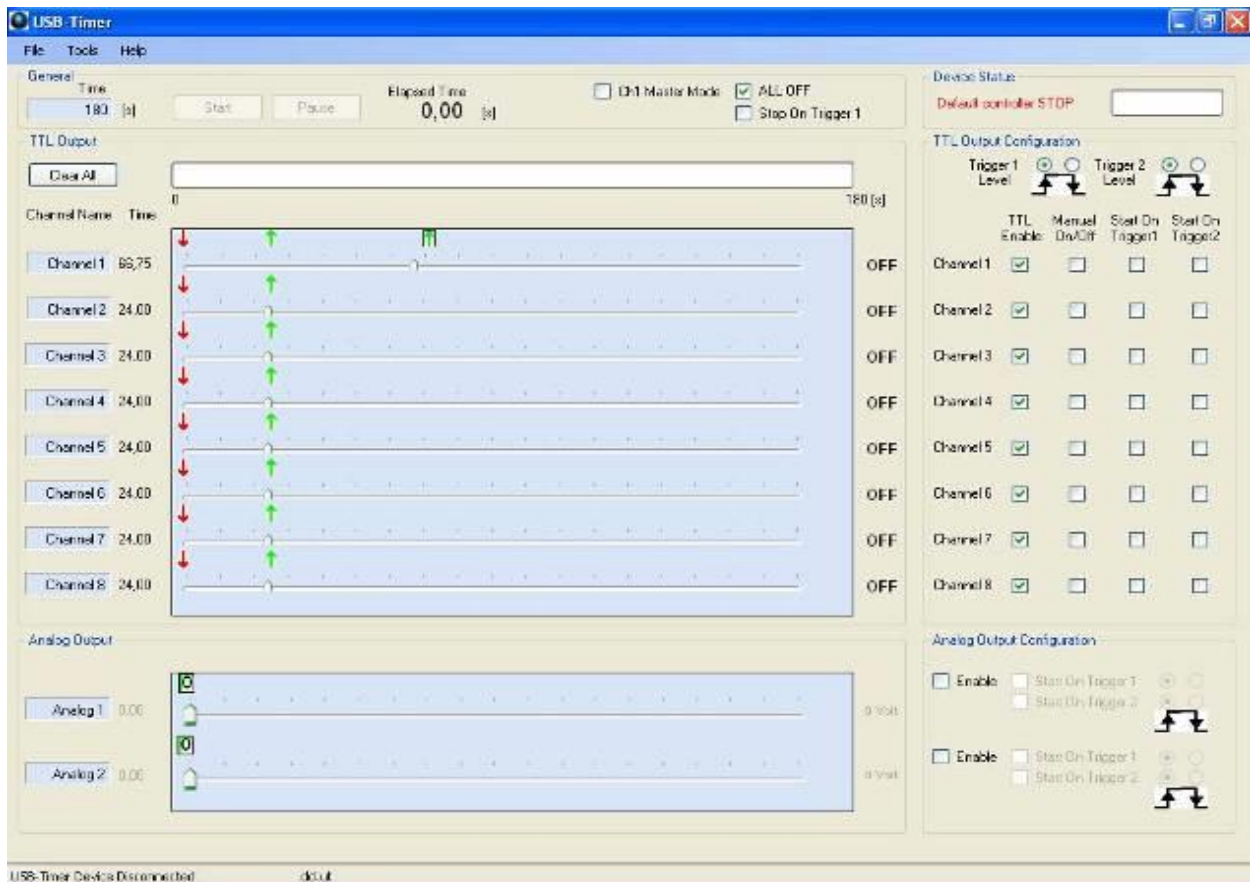 USB-Timer
File Tools Help
General
Time
180 [s]
Start
Pause
Elapsed Time
0,00 [s]
Ch1 Master Mode
ALL OFF
Stop On Trigger 1
Device Status
Default controller STOP
TTL Output
Clear All
0
180 [s]
Channel Name Time
Channel 1 66,75 OFF
Channel 2 24,00 OFF
Channel 3 24,00 OFF
Channel 4 24,00 OFF
Channel 5 24,00 OFF
Channel 6 24,00 OFF
Channel 7 24,00 OFF
Channel 8 24,00 OFF
TTL Output Configuration
Trigger 1 Level
Trigger 2 Level
TTL Enable
Manual On/Off
Start On Trigger1
Start On Trigger2
Channel 1
Channel 2
Channel 3
Channel 4
Channel 5
Channel 6
Channel 7
Channel 8
Analog Output
Analog 1 0,00 0 Volt
Analog 2 0,00 0 Volt
Analog Output Configuration
Enable
Start On Trigger 1
Start On Trigger 2
Enable
Start On Trigger 1
Start On Trigger 2
USB-Timer Device Disconnected